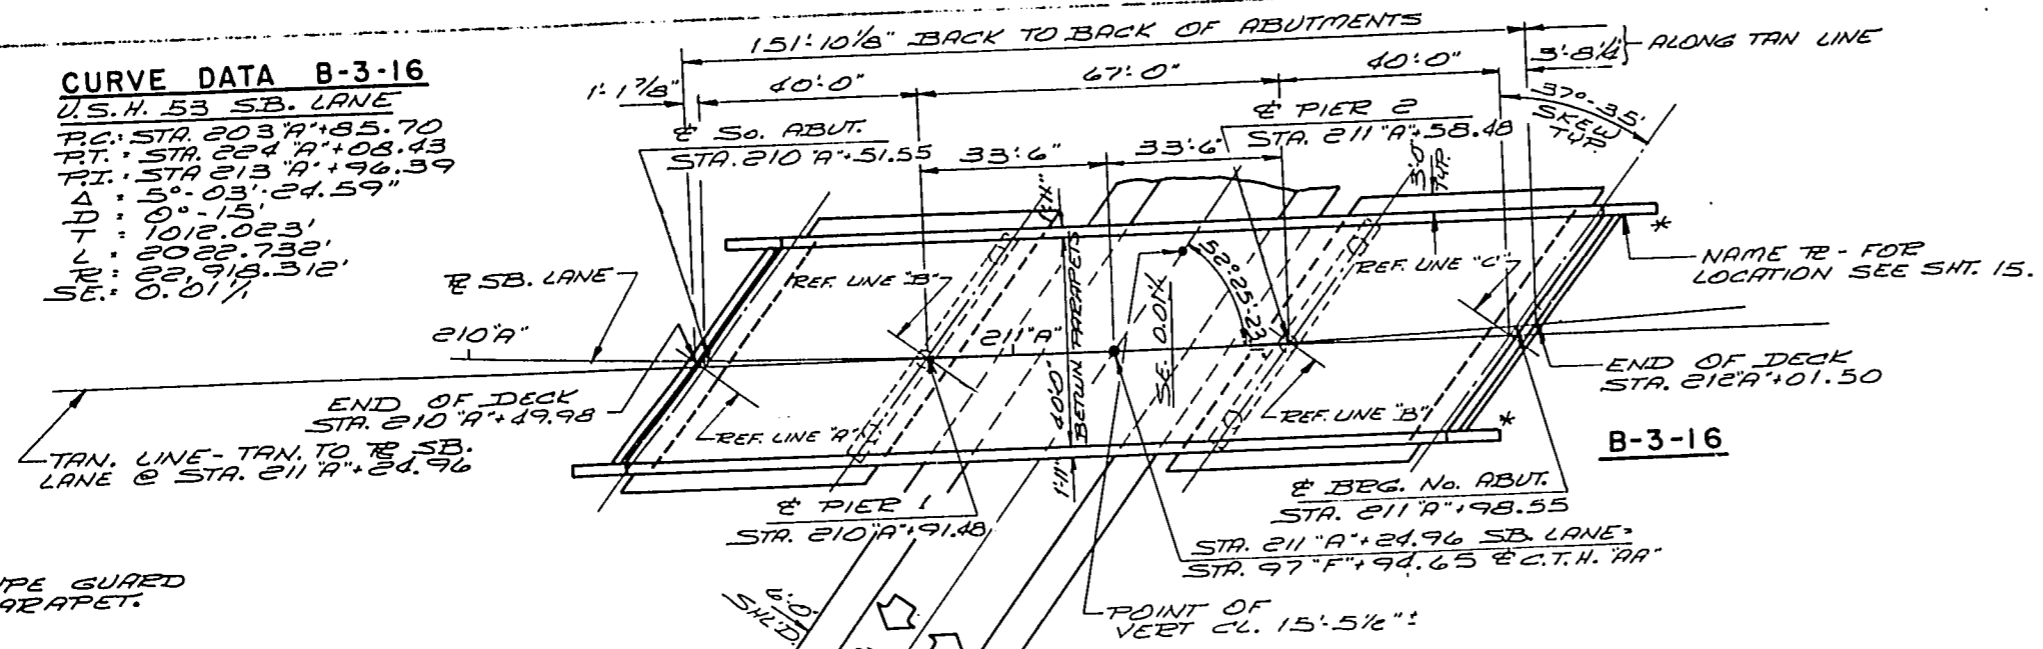 151'-10 1/8" BACK TO BACK OF ABUTMENTS
3'-8 1/4" ALONG TAN LINE
1'-1 7/8" 40'-0" 67'-0" 40'-0"
37°-35' SKEW TYP.
CURVE DATA B-3-16
U.S.H. 53 SB. LANE
P.C.: STA. 203"A"+85.70
P.T.: STA. 224"A"+08.43
P.I.: STA 213"A"+96.39
Δ : 5°-03'-24.59"
D : 0°-15'
T : 1012.023'
L : 2022.732'
R : 22,918.312'
S.E.: 0.01'/'
℄ So. ABUT.
STA. 210"A"+51.55
33'-6" 33'-6"
℄ PIER 2
STA. 211"A"+58.48
3'-0" TYP.
℞ SB. LANE
REF. LINE "B"
52°25'-23"
S.E. 0.01'/'
REF. LINE "C"
*
NAME ℞ - FOR
LOCATION SEE SHT. 15.
210"A"
211"A"
40'-0"
BETWN PARAPETS
END OF DECK
STA. 210"A"+49.98
REF. LINE "A"
REF. LINE "B"
END OF DECK
STA. 212"A"+01.50
*
B-3-16
TAN. LINE - TAN. TO ℞ SB.
LANE @ STA. 211"A"+24.96
1'-11"
℄ PIER 1
STA. 210"A"+91.48
℄ BRG. No. ABUT.
STA. 211"A"+98.55
STA. 211"A"+24.96 SB. LANE=
STA. 97"F"+94.65 ℄ C.T.H. "AA"
POINT OF
VERT CL. 15'-5 1/2"±
6'-0"
SHL'D.
GUARD
PARAPET.